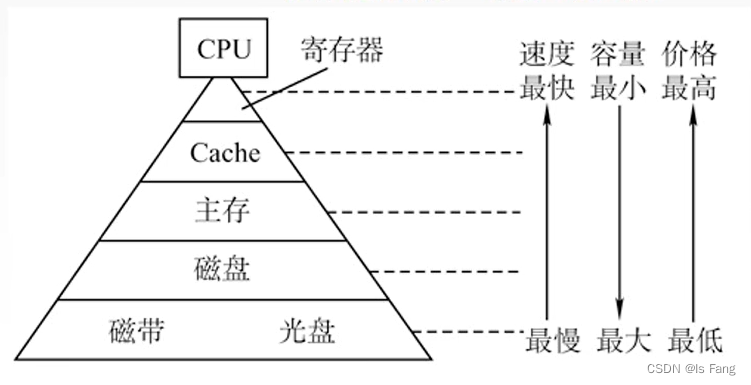 CPU
寄存器
速度 容量 价格
最快 最小 最高
Cache
主存
磁盘
磁带 光盘
最慢 最大 最低
CSDN @ls Fang